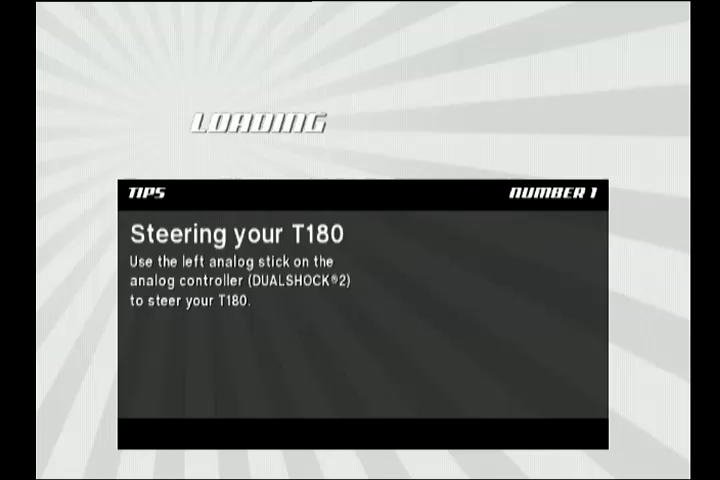 LOADING
TIPS
NUMBER 1
Steering your T180
Use the left analog stick on the
analog controller (DUALSHOCK®2)
to steer your T180.